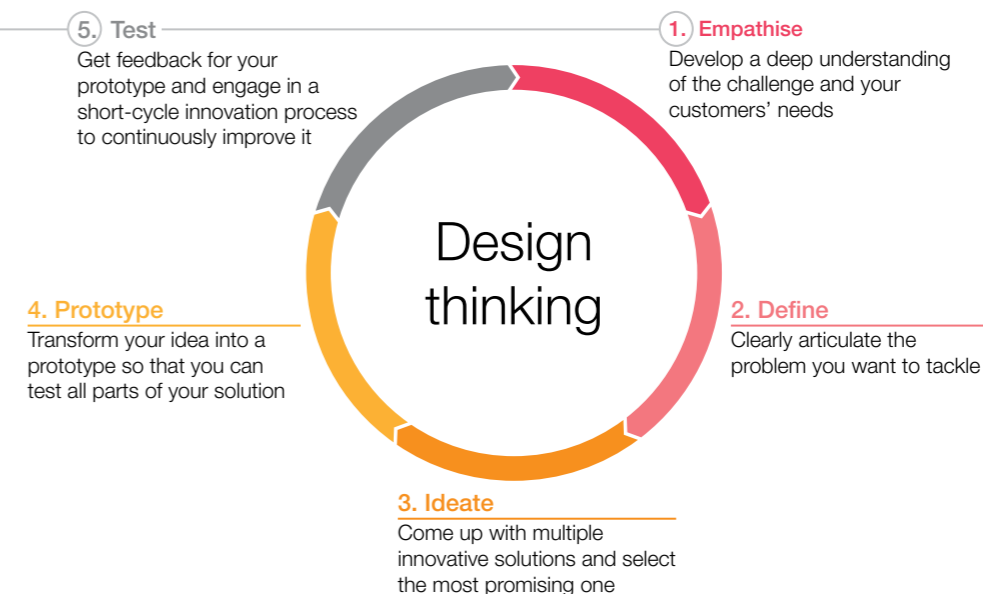 5. Test
Get feedback for your
prototype and engage in a
short-cycle innovation process
to continuously improve it
1. Empathise
Develop a deep understanding
of the challenge and your
customers’ needs
Design
thinking
4. Prototype
Transform your idea into a
prototype so that you can
test all parts of your solution
2. Define
Clearly articulate the
problem you want to tackle
3. Ideate
Come up with multiple
innovative solutions and select
the most promising one